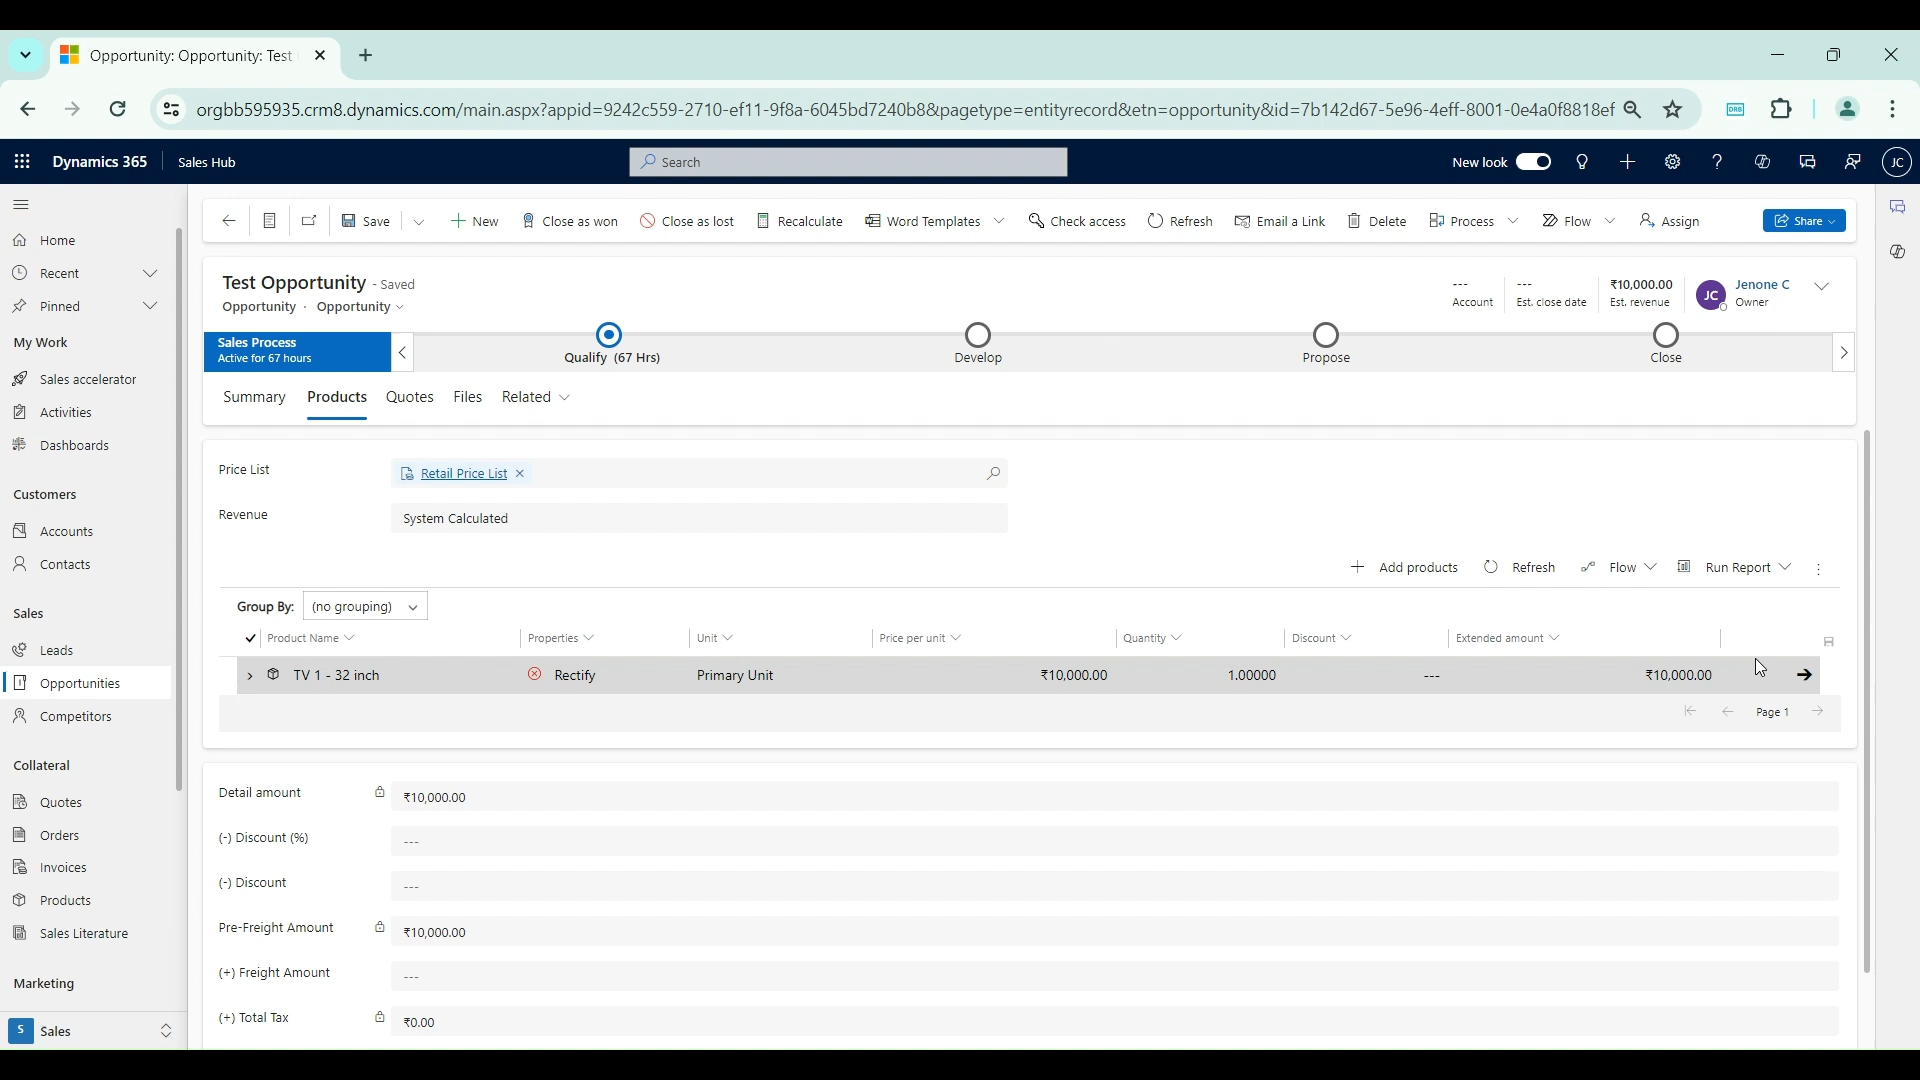 Opportunity: Opportunity: Test
orgbb595935.crm8.dynamics.com/main.aspx?appid=9242c559-2710-ef11-9f8a-6045bd7240b8&pagetype=entityrecord&etn=opportunity&id=7b142d67-5e96-4eff-8001-0e4a0f8818ef
DRB
Dynamics 365 Sales Hub Search New look JC
Save New Close as won Close as lost Recalculate Word Templates Check access Refresh Email a Link Delete Process Flow Assign Share
Home
Recent
Pinned
My Work
Sales accelerator
Activities
Dashboards
Customers
Accounts
Contacts
Sales
Leads
Opportunities
Competitors
Collateral
Quotes
Orders
Invoices
Products
Sales Literature
Marketing
S Sales
Test Opportunity - Saved
Opportunity · Opportunity
---
Account
---
Est. close date
₹10,000.00
Est. revenue
JC
Jenone C
Owner
Sales Process
Active for 67 hours
Qualify (67 Hrs)
Develop
Propose
Close
Summary Products Quotes Files Related
Price List Retail Price List
Revenue System Calculated
Add products Refresh Flow Run Report
Group By: (no grouping)
Product Name Properties Unit Price per unit Quantity Discount Extended amount
TV 1 - 32 inch Rectify Primary Unit ₹10,000.00 1.00000 --- ₹10,000.00
Page 1
Detail amount ₹10,000.00
(-) Discount (%) ---
(-) Discount ---
Pre-Freight Amount ₹10,000.00
(+) Freight Amount ---
(+) Total Tax ₹0.00